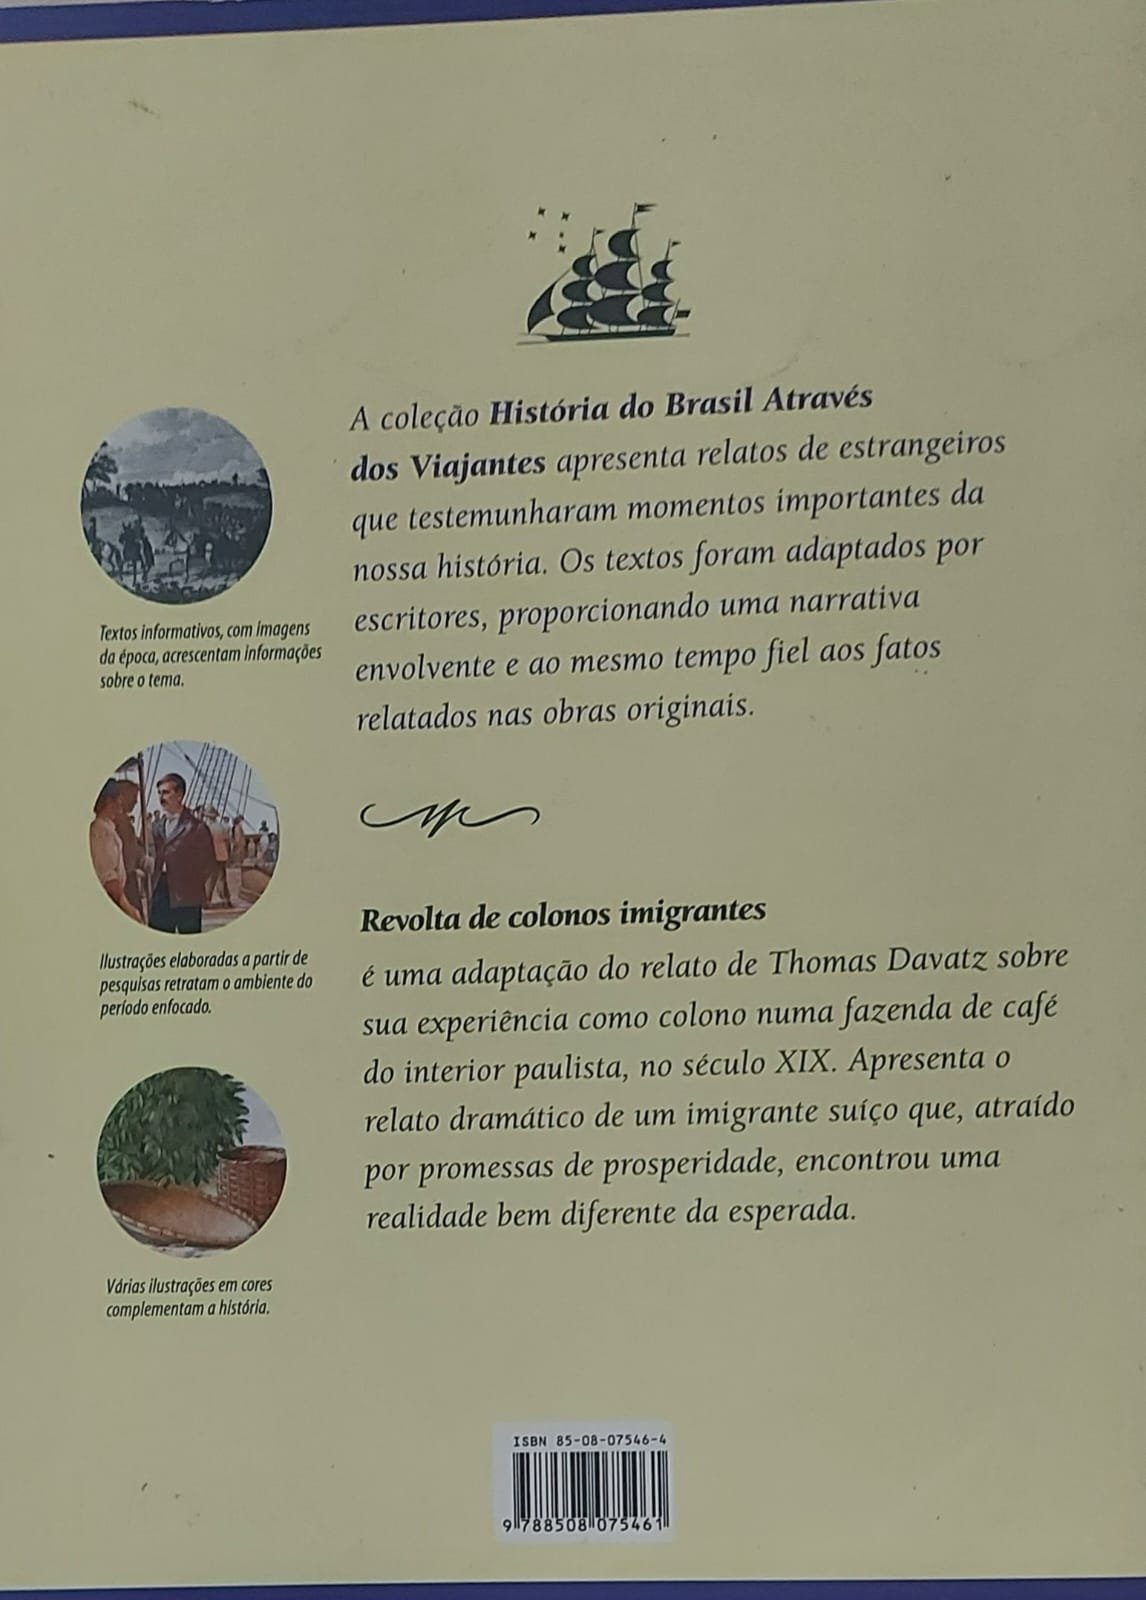 A coleção História do Brasil Através
dos Viajantes apresenta relatos de estrangeiros
que testemunharam momentos importantes da
nossa história. Os textos foram adaptados por
escritores, proporcionando uma narrativa
envolvente e ao mesmo tempo fiel aos fatos
relatados nas obras originais.
Textos informativos, com imagens
da época, acrescentam informações
sobre o tema.
Ilustrações elaboradas a partir de
pesquisas retratam o ambiente do
período enfocado.
Várias ilustrações em cores
complementam a história.
Revolta de colonos imigrantes
é uma adaptação do relato de Thomas Davatz sobre
sua experiência como colono numa fazenda de café
do interior paulista, no século XIX. Apresenta o
relato dramático de um imigrante suíço que, atraído
por promessas de prosperidade, encontrou uma
realidade bem diferente da esperada.
ISBN 85-08-07546-4
9 788508 075461